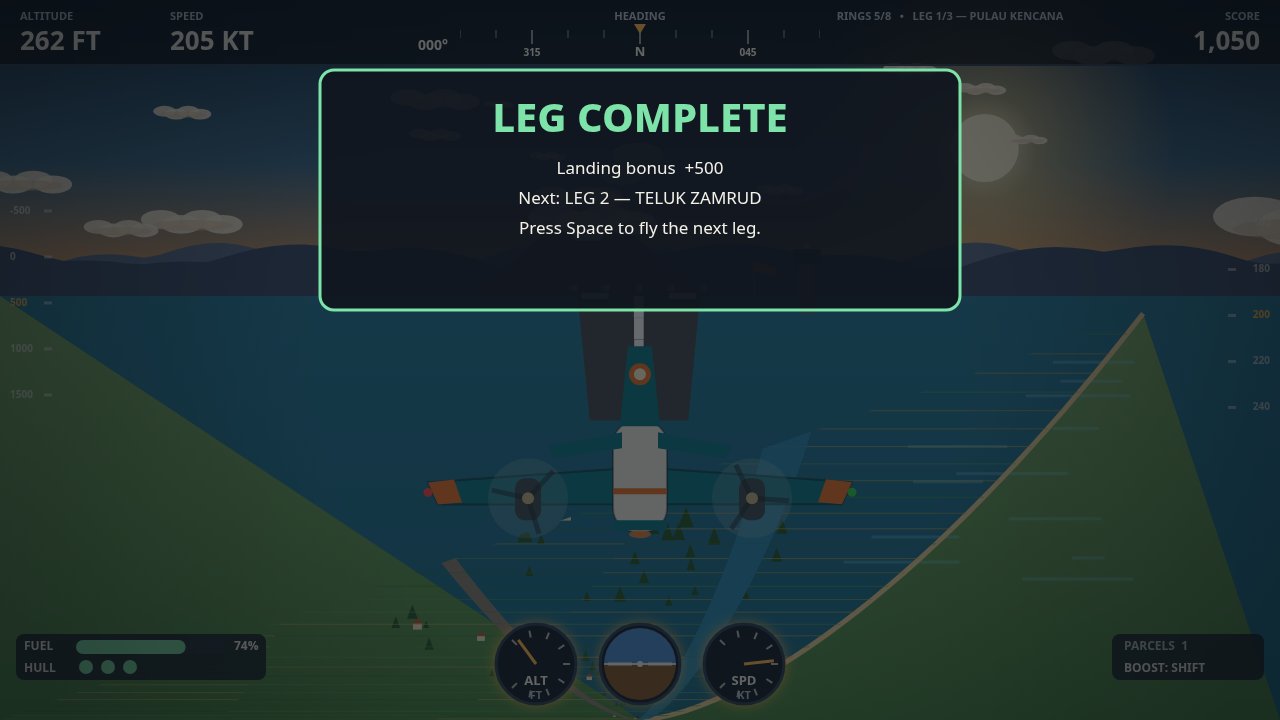 ALTITUDE
262 FT
SPEED
205 KT
HEADING
000°
315
N
045
RINGS 5/8 • LEG 1/3 — PULAU KENCANA
SCORE
1,050
LEG COMPLETE
Landing bonus +500
Next: LEG 2 — TELUK ZAMRUD
Press Space to fly the next leg.
-500
0
500
1000
1500
180
200
220
240
FUEL
74%
HULL
ALT
FT
SPD
KT
PARCELS 1
BOOST: SHIFT